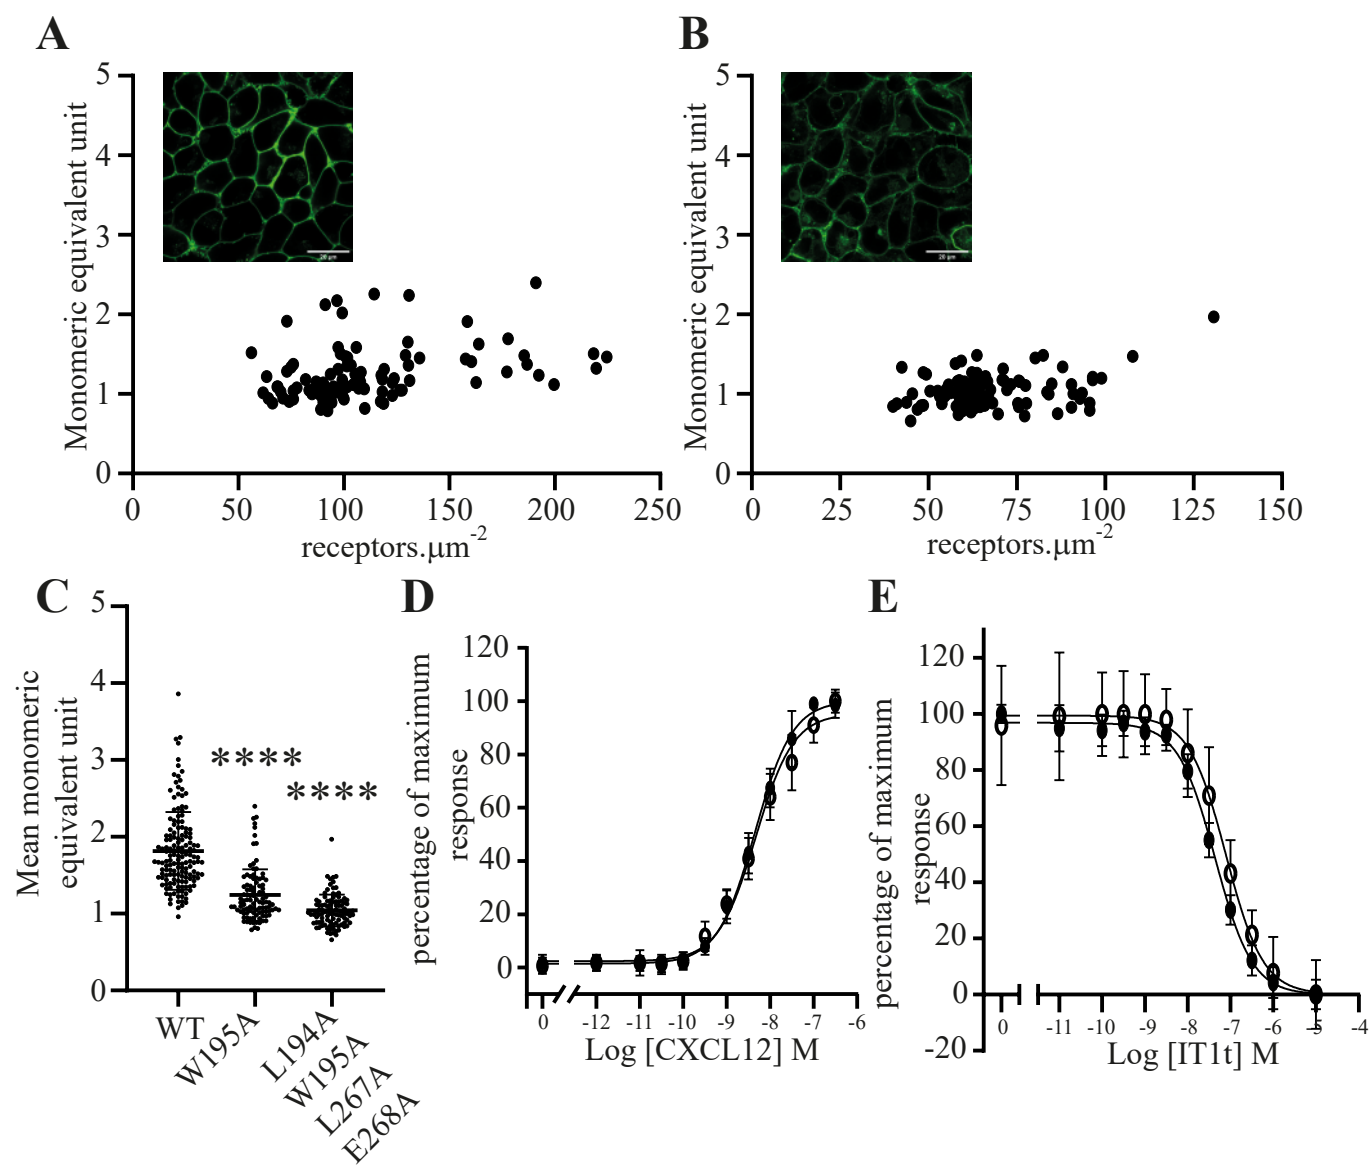 A
5
4
3
2
1
0
Monomeric equivalent unit
20 μm
0 50 100 150 200 250
receptors.μm-2
B
5
4
3
2
1
0
Monomeric equivalent unit
20 μm
0 25 50 75 100 125 150
receptors.μm-2
C
5
4
3
2
1
0
Mean monomeric
equivalent unit
****
****
WT
W195A
L194A
W195A
L267A
E268A
D
120
100
80
60
40
20
0
percentage of maximum
response
0 -12 -11 -10 -9 -8 -7 -6
Log [CXCL12] M
E
120
100
80
60
40
20
0
-20
percentage of maximum
response
0 -11 -10 -9 -8 -7 -6 -5 -4
Log [IT1t] M